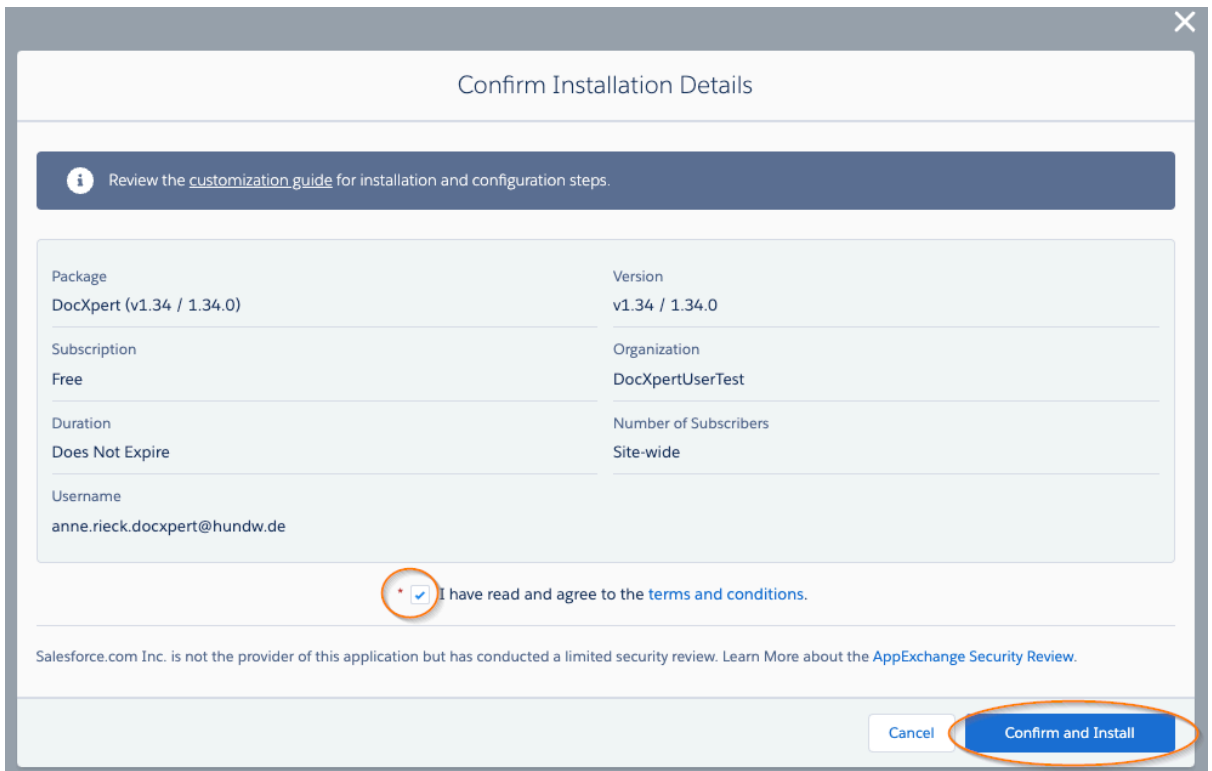 Confirm Installation Details
Review the customization guide for installation and configuration steps.
Package
DocXpert (v1.34 / 1.34.0)
Version
v1.34 / 1.34.0
Subscription
Free
Organization
DocXpertUserTest
Duration
Does Not Expire
Number of Subscribers
Site-wide
Username
anne.rieck.docxpert@hundw.de
* I have read and agree to the terms and conditions.
Salesforce.com Inc. is not the provider of this application but has conducted a limited security review. Learn More about the AppExchange Security Review.
Cancel
Confirm and Install